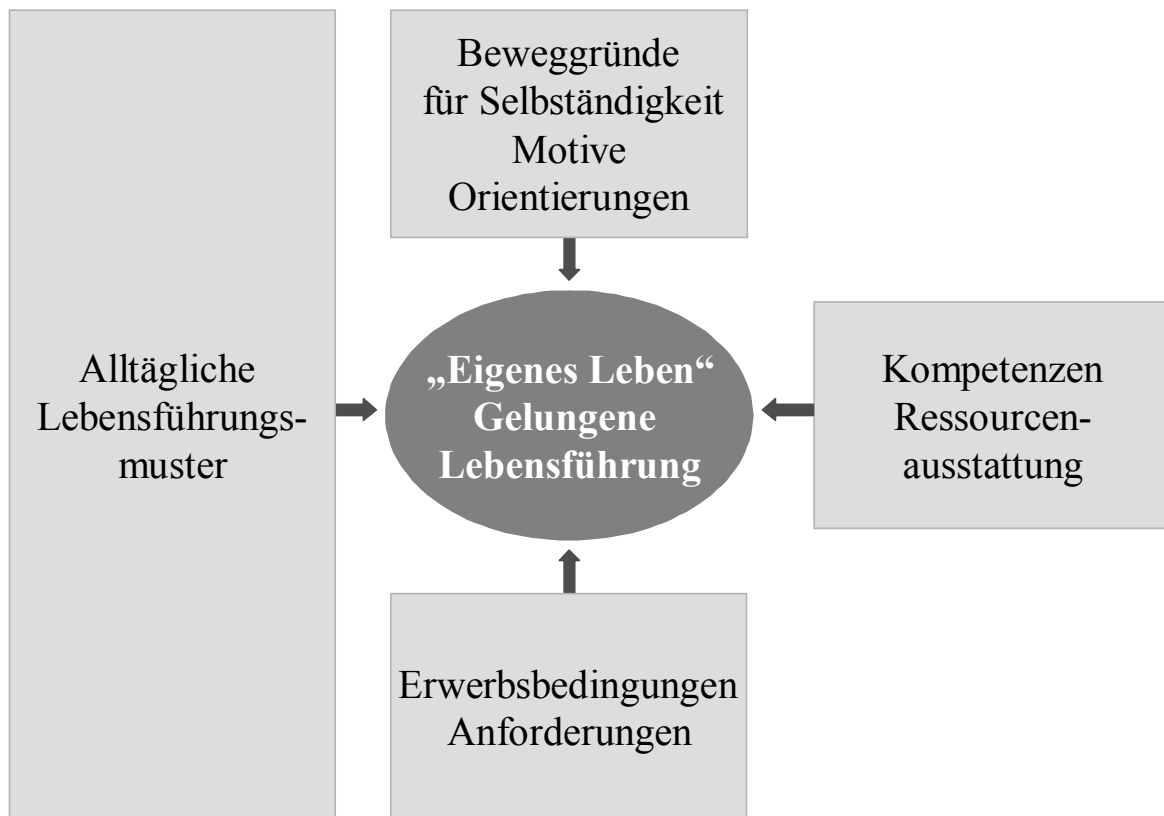 Beweggründe
für Selbständigkeit
Motive
Orientierungen
Alltägliche
Lebensführungs-
muster
„Eigenes Leben“
Gelungene
Lebensführung
Kompetenzen
Ressourcen-
ausstattung
Erwerbsbedingungen
Anforderungen